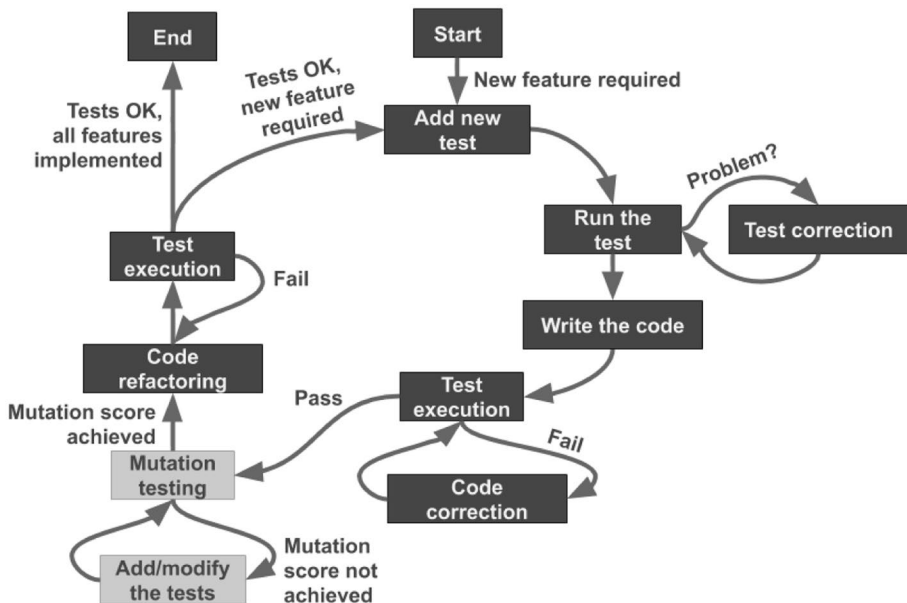 End
Start
Tests OK,
new feature
required
New feature required
Tests OK,
all features
implemented
Add new
test
Problem?
Run the
test
Test correction
Test
execution
Fail
Write the code
Code
refactoring
Test
execution
Pass
Mutation score
achieved
Fail
Mutation
testing
Code
correction
Mutation
score not
achieved
Add/modify
the tests